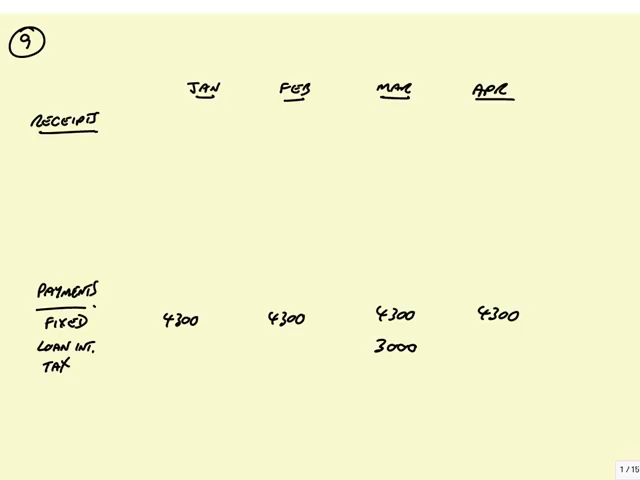 9
JAN FEB MAR APR
RECEIPTS
PAYMENTS
FIXED 4300 4300 4300 4300
LOAN INT. 3000
TAX
1 / 15